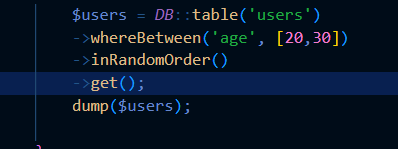 $users = DB::table('users')
->whereBetween('age', [20,30])
->inRandomOrder()
->get();
dump($users);
}